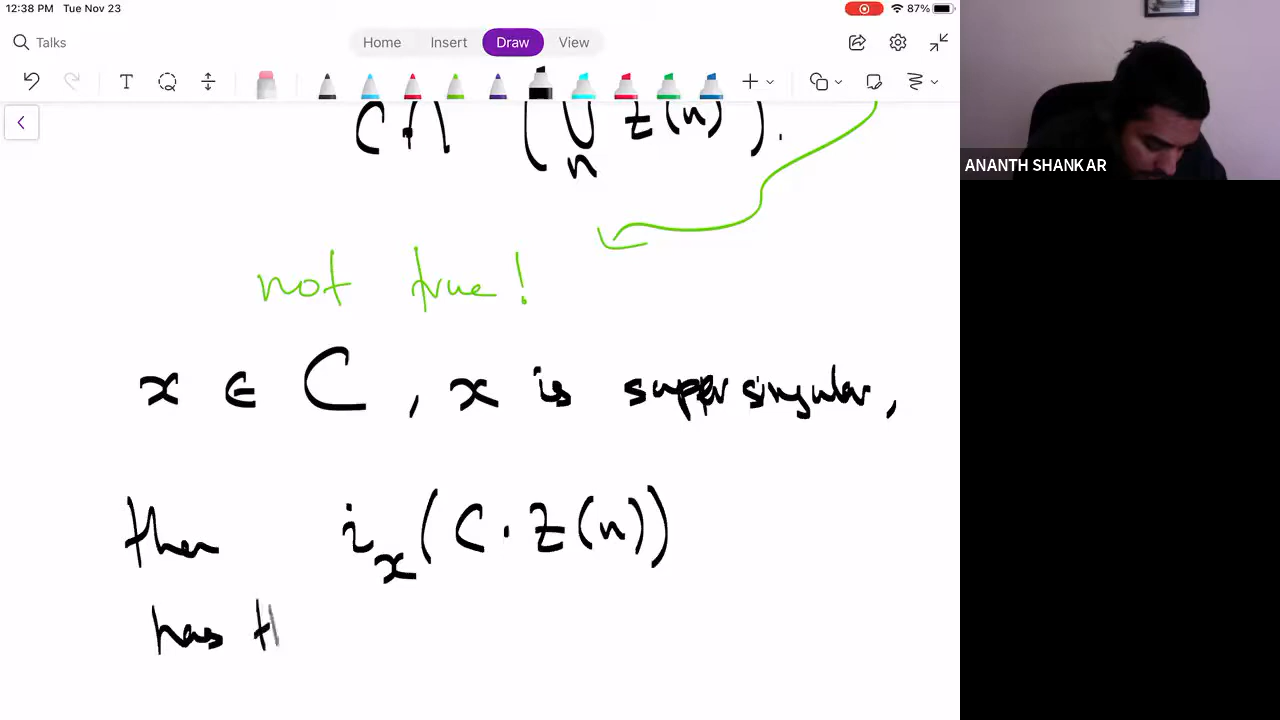 12:38 PM Tue Nov 23
87%
Talks
Home Insert Draw View
ANANTH SHANKAR
C ∩ (⋃ Z(n)).
n
not true!
x ∈ C, x is supersingular,
then i_x(C · Z(n))
has t